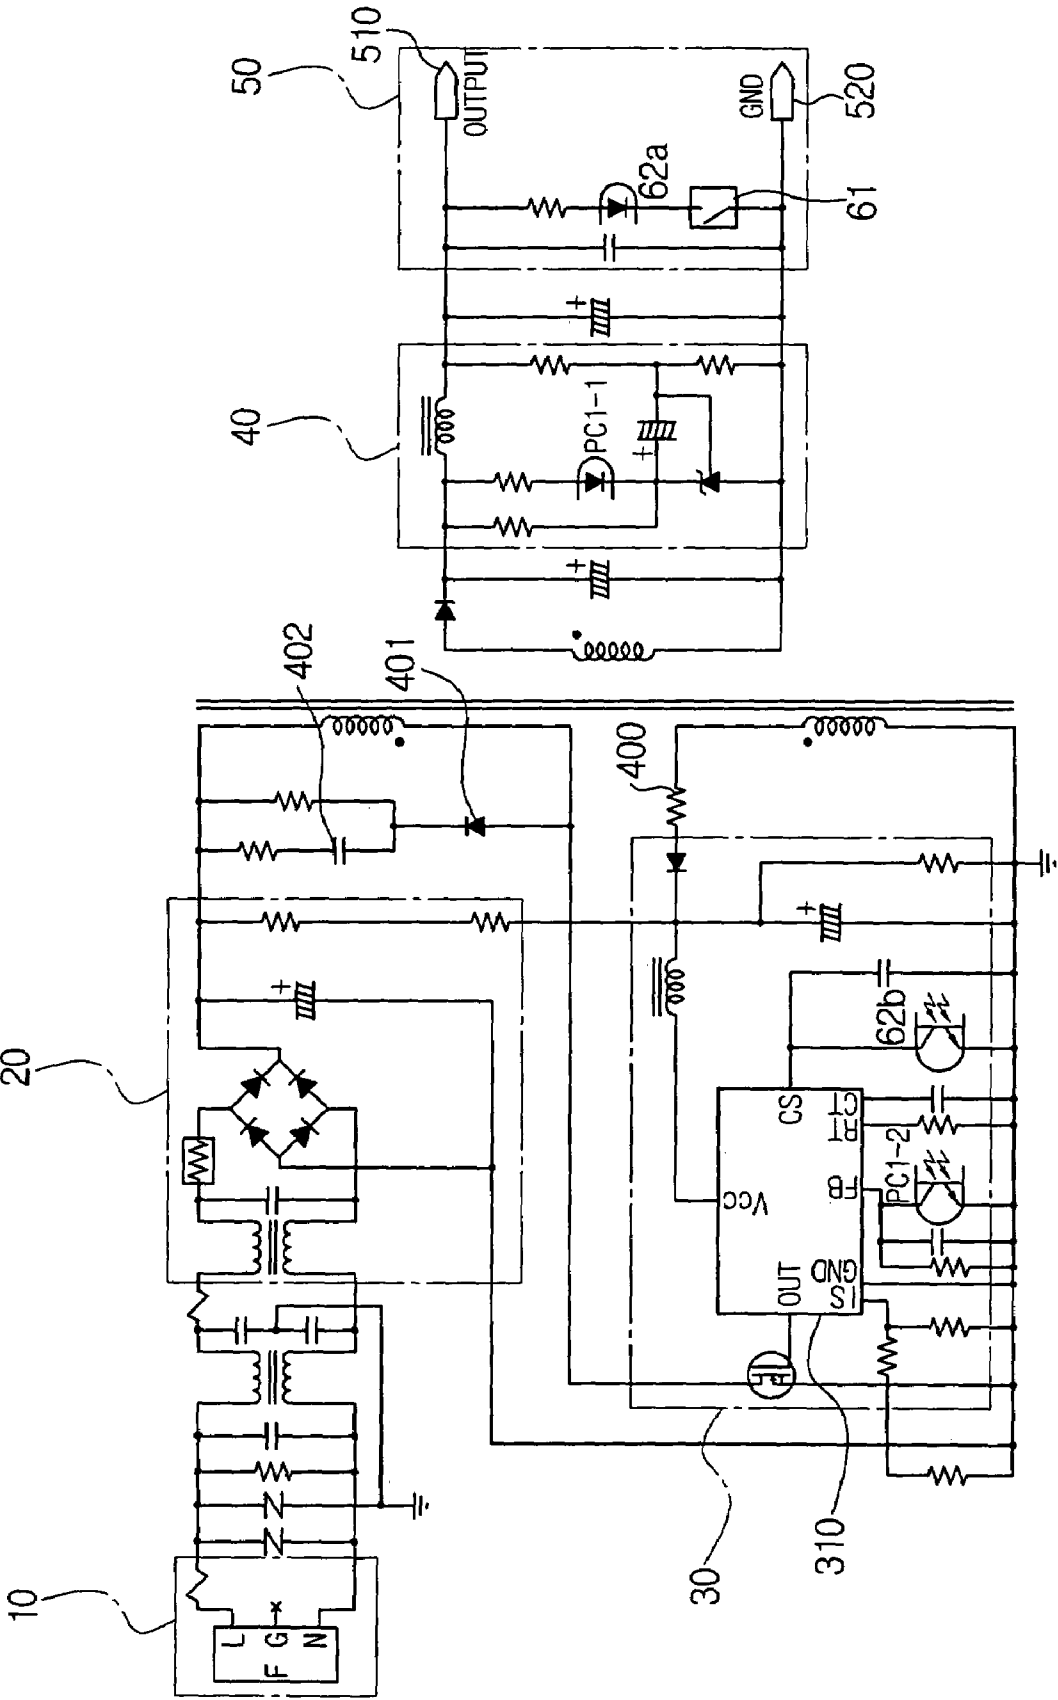 10
F
L
G
N
20
402
401
400
30
310
OUT
IS
GND
FB
RT
CT
CS
Vcc
PC1-2
62b
40
PC1-1
+
+
+
+
+
50
510
OUTPUT
62a
61
GND
520